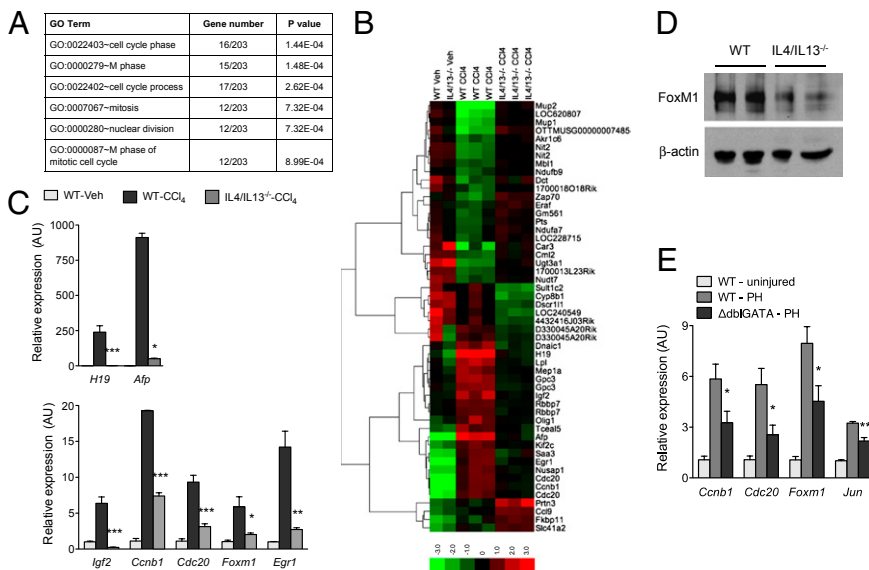 A
GO Term Gene number P value
GO:0022403~cell cycle phase 16/203 1.44E-04
GO:0000279~M phase 15/203 1.48E-04
GO:0022402~cell cycle process 17/203 2.62E-04
GO:0007067~mitosis 12/203 7.32E-04
GO:0000280~nuclear division 12/203 7.32E-04
GO:0000087~M phase of
mitotic cell cycle 12/203 8.99E-04
B
WT Veh
IL4/13-/- Veh
WT CCl4
WT CCl4
WT CCl4
IL4/13-/- CCl4
IL4/13-/- CCl4
IL4/13-/- CCl4
Mup2
LOC620807
Mup1
OTTMUSG00000007485
Akr1c6
Nit2
Nit2
Mbl1
Ndufb9
Dct
1700018O18Rik
Zap70
Eraf
Gm561
Pts
Ndufa7
LOC228715
Car3
Cml2
Ugt3a1
1700013L23Rik
Nudt7
Sult1c2
Cyp8b1
Dscr1l1
LOC240549
4432416J03Rik
D330045A20Rik
D330045A20Rik
Dnaic1
H19
Lpl
Mep1a
Gpc3
Gpc3
Igf2
Rbbp7
Rbbp7
Olig1
Tceal5
Afp
Kif2c
Saa3
Egr1
Nusap1
Cdc20
Ccnb1
Cdc20
Prtn3
Ccl9
Fkbp11
Slc41a2
-3.0 -2.0 -1.0 0 1.0 2.0 3.0
C
WT-Veh WT-CCl4 IL4/IL13-/--CCl4
Relative expression (AU)
1000
750
500
250
0
*** *
H19 Afp
Relative expression (AU)
20
15
10
5
0
*** *** *** * **
Igf2 Ccnb1 Cdc20 Foxm1 Egr1
D
WT IL4/IL13-/-
FoxM1
β-actin
E
WT - uninjured
WT - PH
ΔdblGATA - PH
Relative expression (AU)
9
6
3
0
* * * **
Ccnb1 Cdc20 Foxm1 Jun